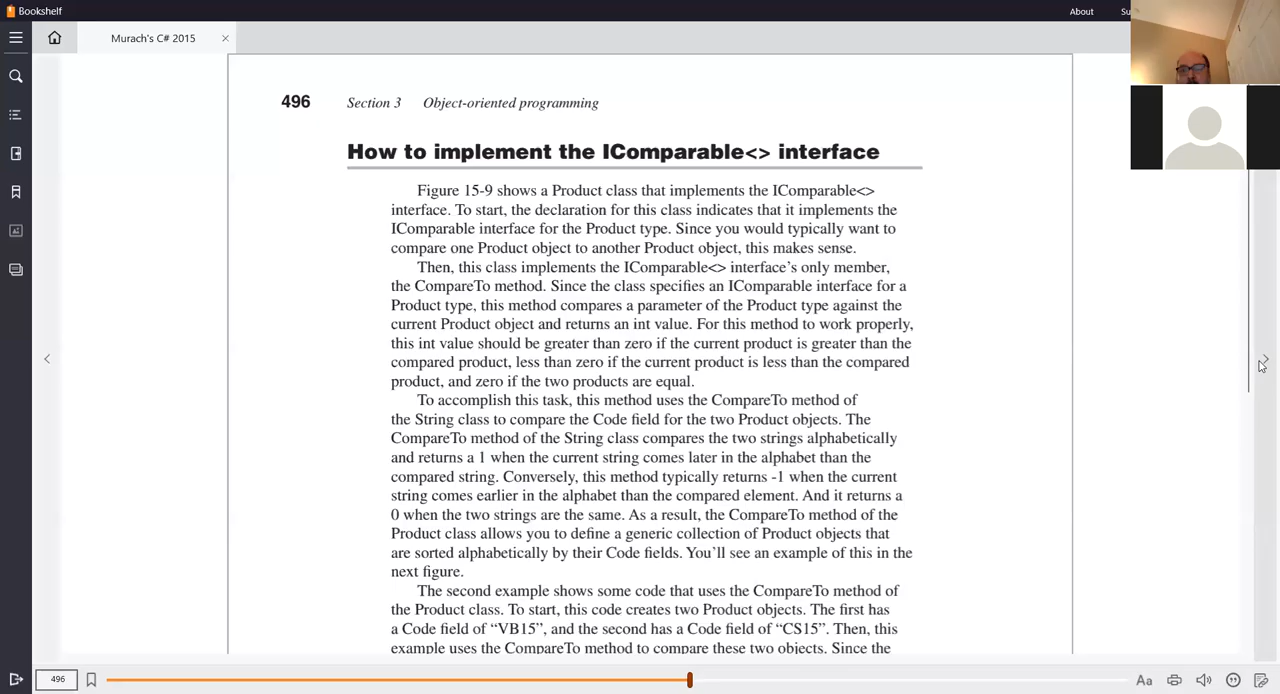 Bookshelf
About
Su
Murach's C# 2015
496 Section 3 Object-oriented programming
How to implement the IComparable<> interface
Figure 15-9 shows a Product class that implements the IComparable<>
interface. To start, the declaration for this class indicates that it implements the
IComparable interface for the Product type. Since you would typically want to
compare one Product object to another Product object, this makes sense.
Then, this class implements the IComparable<> interface's only member,
the CompareTo method. Since the class specifies an IComparable interface for a
Product type, this method compares a parameter of the Product type against the
current Product object and returns an int value. For this method to work properly,
this int value should be greater than zero if the current product is greater than the
compared product, less than zero if the current product is less than the compared
product, and zero if the two products are equal.
To accomplish this task, this method uses the CompareTo method of
the String class to compare the Code field for the two Product objects. The
CompareTo method of the String class compares the two strings alphabetically
and returns a 1 when the current string comes later in the alphabet than the
compared string. Conversely, this method typically returns -1 when the current
string comes earlier in the alphabet than the compared element. And it returns a
0 when the two strings are the same. As a result, the CompareTo method of the
Product class allows you to define a generic collection of Product objects that
are sorted alphabetically by their Code fields. You'll see an example of this in the
next figure.
The second example shows some code that uses the CompareTo method of
the Product class. To start, this code creates two Product objects. The first has
a Code field of "VB15", and the second has a Code field of "CS15". Then, this
example uses the CompareTo method to compare these two objects. Since the
496
Aa